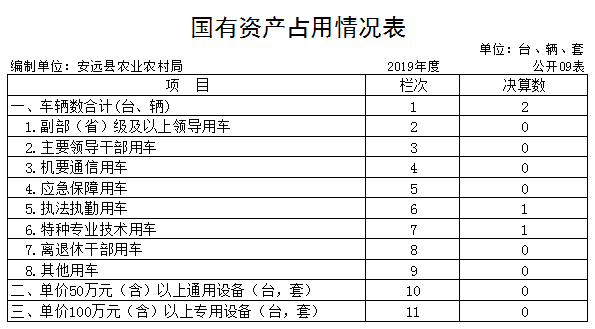 国有资产占用情况表
单位：台、辆、套
编制单位：安远县农业农村局 2019年度 公开09表
项 目 栏次 决算数
一、车辆数合计(台、辆) 1 2
1.副部（省）级及以上领导用车 2 0
2.主要领导干部用车 3 0
3.机要通信用车 4 0
4.应急保障用车 5 0
5.执法执勤用车 6 1
6.特种专业技术用车 7 1
7.离退休干部用车 8 0
8.其他用车 9 0
二、单价50万元（含）以上通用设备（台，套） 10 0
三、单价100万元（含）以上专用设备（台，套） 11 0